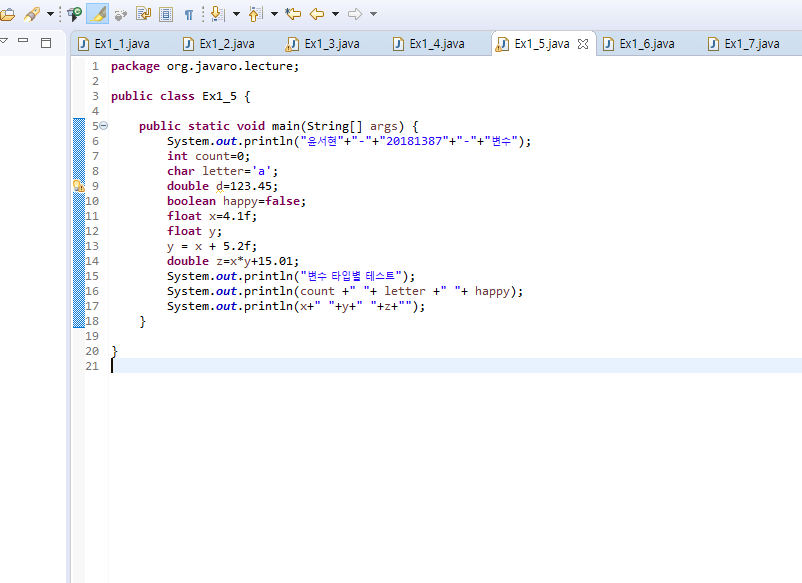 Ex1_1.java Ex1_2.java Ex1_3.java Ex1_4.java Ex1_5.java Ex1_6.java Ex1_7.java
1 package org.javaro.lecture;
2
3 public class Ex1_5 {
4
5 public static void main(String[] args) {
6 System.out.println("윤서현"+"-"+"20181387"+"-"+"변수");
7 int count=0;
8 char letter='a';
9 double d=123.45;
10 boolean happy=false;
11 float x=4.1f;
12 float y;
13 y = x + 5.2f;
14 double z=x*y+15.01;
15 System.out.println("변수 타입별 테스트");
16 System.out.println(count +" "+ letter +" "+ happy);
17 System.out.println(x+" "+y+" "+z+"");
18 }
19
20 }
21